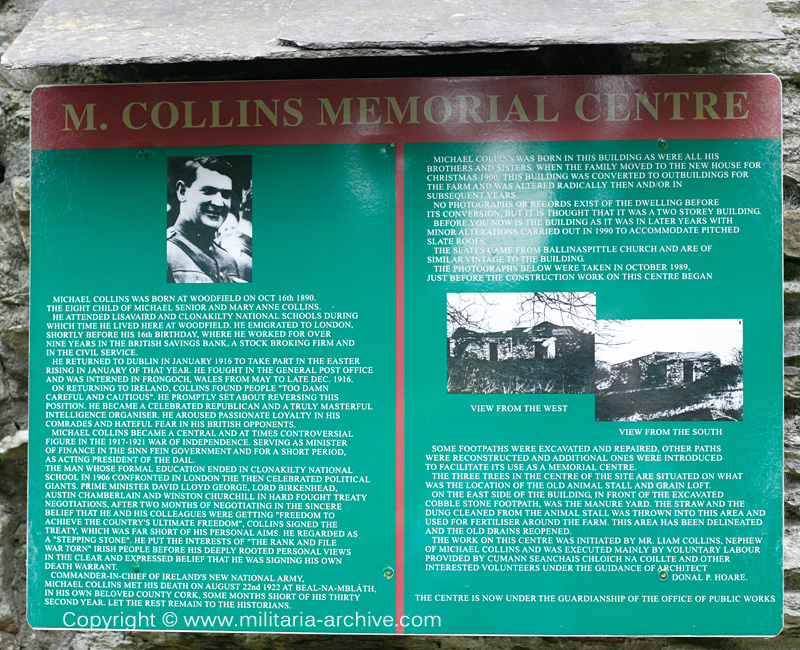 M. COLLINS MEMORIAL CENTRE
MICHAEL COLLINS WAS BORN AT WOODFIELD ON OCT 16th 1890.
THE EIGHT CHILD OF MICHAEL SENIOR AND MARY ANNE COLLINS.
HE ATTENDED LISAVAIRD AND CLONAKILTY NATIONAL SCHOOLS DURING
WHICH TIME HE LIVED HERE AT WOODFIELD. HE EMIGRATED TO LONDON,
SHORTLY BEFORE HIS 16th BIRTHDAY, WHERE HE WORKED FOR OVER
NINE YEARS IN THE BRITISH SAVINGS BANK, A STOCK BROKING FIRM AND
IN THE CIVIL SERVICE.
HE RETURNED TO DUBLIN IN JANUARY 1916 TO TAKE PART IN THE EASTER
RISING IN JANUARY OF THAT YEAR. HE FOUGHT IN THE GENERAL POST OFFICE
AND WAS INTERNED IN FRONGOCH, WALES FROM MAY TO LATE DEC. 1916.
ON RETURNING TO IRELAND, COLLINS FOUND PEOPLE "TOO DAMN
CAREFUL AND CAUTIOUS". HE PROMPTLY SET ABOUT REVERSING THIS
POSITION. HE BECAME A CELEBRATED REPUBLICAN AND A TRULY MASTERFUL
INTELLIGENCE ORGANISER. HE AROUSED PASSIONATE LOYALTY IN HIS
COMRADES AND HATEFUL FEAR IN HIS BRITISH OPPONENTS.
MICHAEL COLLINS BECAME A CENTRAL AND AT TIMES CONTROVERSIAL
FIGURE IN THE 1917-1921 WAR OF INDEPENDENCE. SERVING AS MINISTER
OF FINANCE IN THE SINN FEIN GOVERNMENT AND FOR A SHORT PERIOD,
AS ACTING PRESIDENT OF THE DAIL.
THE MAN WHOSE FORMAL EDUCATION ENDED IN CLONAKILTY NATIONAL
SCHOOL IN 1906 CONFRONTED IN LONDON THE THEN CELEBRATED POLITICAL
GIANTS. PRIME MINISTER DAVID LLOYD GEORGE, LORD BIRKENHEAD,
AUSTIN CHAMBERLAIN AND WINSTON CHURCHILL IN HARD FOUGHT TREATY
NEGOTIATIONS, AFTER TWO MONTHS OF NEGOTIATING IN THE SINCERE
BELIEF THAT HE AND HIS COLLEAGUES WERE GETTING "FREEDOM TO
ACHIEVE THE COUNTRY'S ULTIMATE FREEDOM", COLLINS SIGNED THE
TREATY, WHICH WAS FAR SHORT OF HIS PERSONAL AIMS. HE REGARDED AS
A "STEPPING STONE". HE PUT THE INTERESTS OF "THE RANK AND FILE
WAR TORN" IRISH PEOPLE BEFORE HIS DEEPLY ROOTED PERSONAL VIEWS
IN THE CLEAR AND EXPRESSED BELIEF THAT HE WAS SIGNING HIS OWN
DEATH WARRANT.
COMMANDER-IN-CHIEF OF IRELAND'S NEW NATIONAL ARMY,
MICHAEL COLLINS MET HIS DEATH ON AUGUST 22nd 1922 AT BEAL-NA-MBLÁTH,
IN HIS OWN BELOVED COUNTY CORK, SOME MONTHS SHORT OF HIS THIRTY
SECOND YEAR. LET THE REST REMAIN TO THE HISTORIANS.
MICHAEL COLLINS WAS BORN IN THIS BUILDING AS WERE ALL HIS
BROTHERS AND SISTERS. WHEN THE FAMILY MOVED TO THE NEW HOUSE FOR
CHRISTMAS 1900, THIS BUILDING WAS CONVERTED TO OUTBUILDINGS FOR
THE FARM AND WAS ALTERED RADICALLY THEN AND/OR IN
SUBSEQUENT YEARS.
NO PHOTOGRAPHS OR RECORDS EXIST OF THE DWELLING BEFORE
ITS CONVERSION, BUT IT IS THOUGHT THAT IT WAS A TWO STOREY BUILDING.
BEFORE YOU NOW IS THE BUILDING AS IT WAS IN LATER YEARS WITH
MINOR ALTERATIONS CARRIED OUT IN 1990 TO ACCOMMODATE PITCHED
SLATE ROOFS.
THE SLATES CAME FROM BALLINASPITTLE CHURCH AND ARE OF
SIMILAR VINTAGE TO THE BUILDING.
THE PHOTOGRAPHS BELOW WERE TAKEN IN OCTOBER 1989,
JUST BEFORE THE CONSTRUCTION WORK ON THIS CENTRE BEGAN
VIEW FROM THE WEST
VIEW FROM THE SOUTH
SOME FOOTPATHS WERE EXCAVATED AND REPAIRED, OTHER PATHS
WERE RECONSTRUCTED AND ADDITIONAL ONES WERE INTRODUCED
TO FACILITATE ITS USE AS A MEMORIAL CENTRE.
THE THREE TREES IN THE CENTRE OF THE SITE ARE SITUATED ON WHAT
WAS THE LOCATION OF THE OLD ANIMAL STALL AND GRAIN LOFT.
ON THE EAST SIDE OF THE BUILDING, IN FRONT OF THE EXCAVATED
COBBLE STONE FOOTPATH, WAS THE MANURE YARD. THE STRAW AND THE
DUNG CLEANED FROM THE ANIMAL STALL WAS THROWN INTO THIS AREA AND
USED FOR FERTILISER AROUND THE FARM. THIS AREA HAS BEEN DELINEATED
AND THE OLD DRAINS REOPENED.
THE WORK ON THIS CENTRE WAS INITIATED BY MR. LIAM COLLINS, NEPHEW
OF MICHAEL COLLINS AND WAS EXECUTED MAINLY BY VOLUNTARY LABOUR
PROVIDED BY CUMANN SEANCHAIS CHLOICH NA COILLTE AND OTHER
INTERESTED VOLUNTEERS UNDER THE GUIDANCE OF ARCHITECT
DONAL P. HOARE.
THE CENTRE IS NOW UNDER THE GUARDIANSHIP OF THE OFFICE OF PUBLIC WORKS
Copyright © www.militaria-archive.com